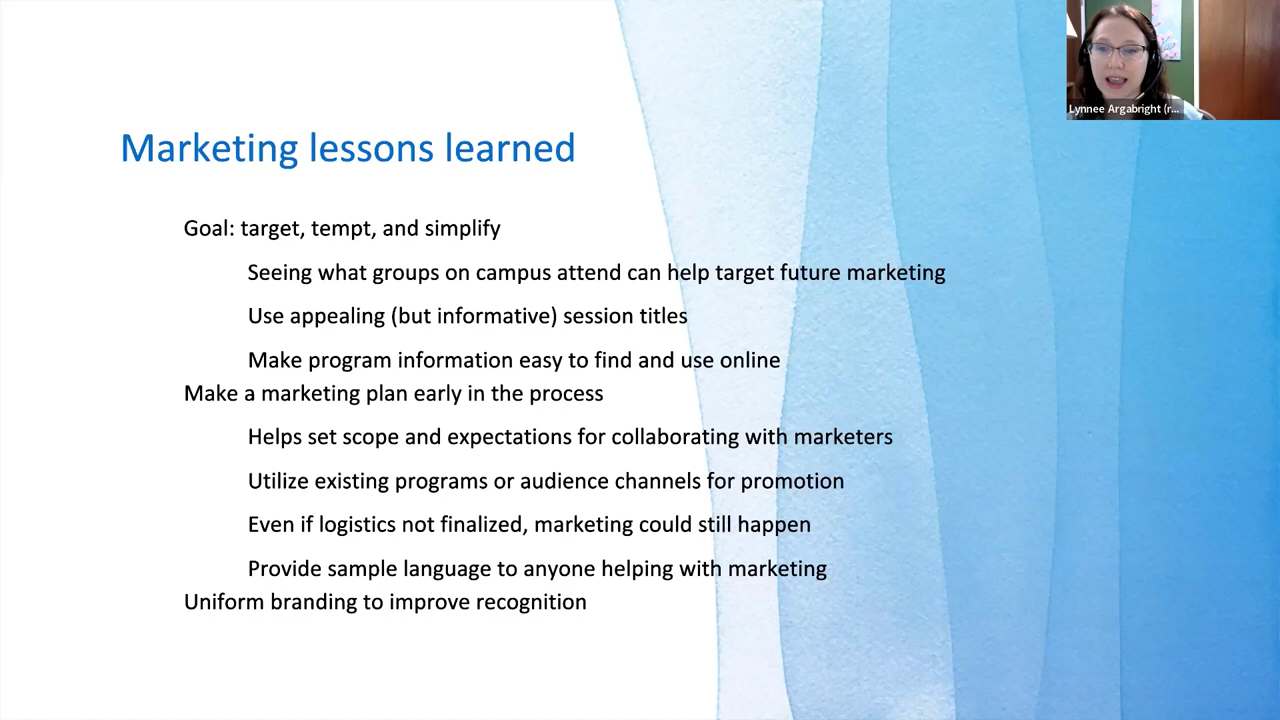 Lynnee Argabright (r...
Marketing lessons learned
Goal: target, tempt, and simplify
Seeing what groups on campus attend can help target future marketing
Use appealing (but informative) session titles
Make program information easy to find and use online
Make a marketing plan early in the process
Helps set scope and expectations for collaborating with marketers
Utilize existing programs or audience channels for promotion
Even if logistics not finalized, marketing could still happen
Provide sample language to anyone helping with marketing
Uniform branding to improve recognition